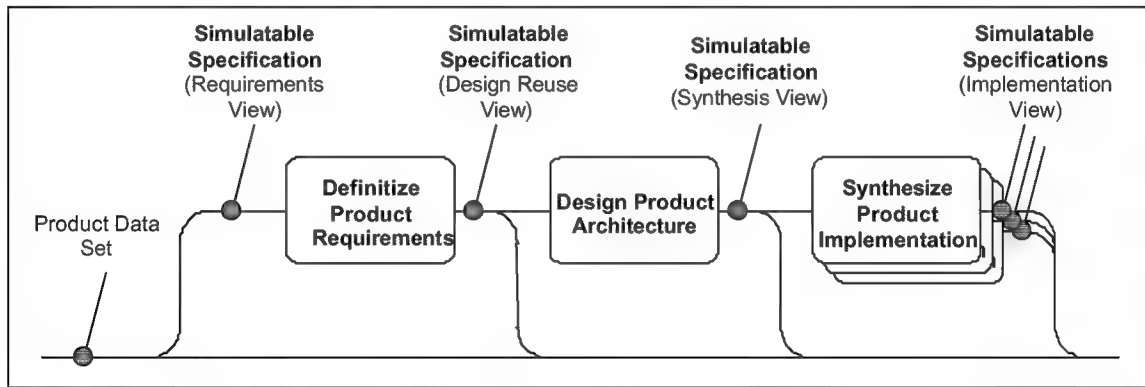 Simulatable
Specification
(Requirements
View)
Simulatable
Specification
(Design Reuse
View)
Simulatable
Specification
(Synthesis View)
Simulatable
Specifications
(Implementation
View)
Definitize
Product
Requirements
Design Product
Architecture
Synthesize
Product
Implementation
Product Data
Set